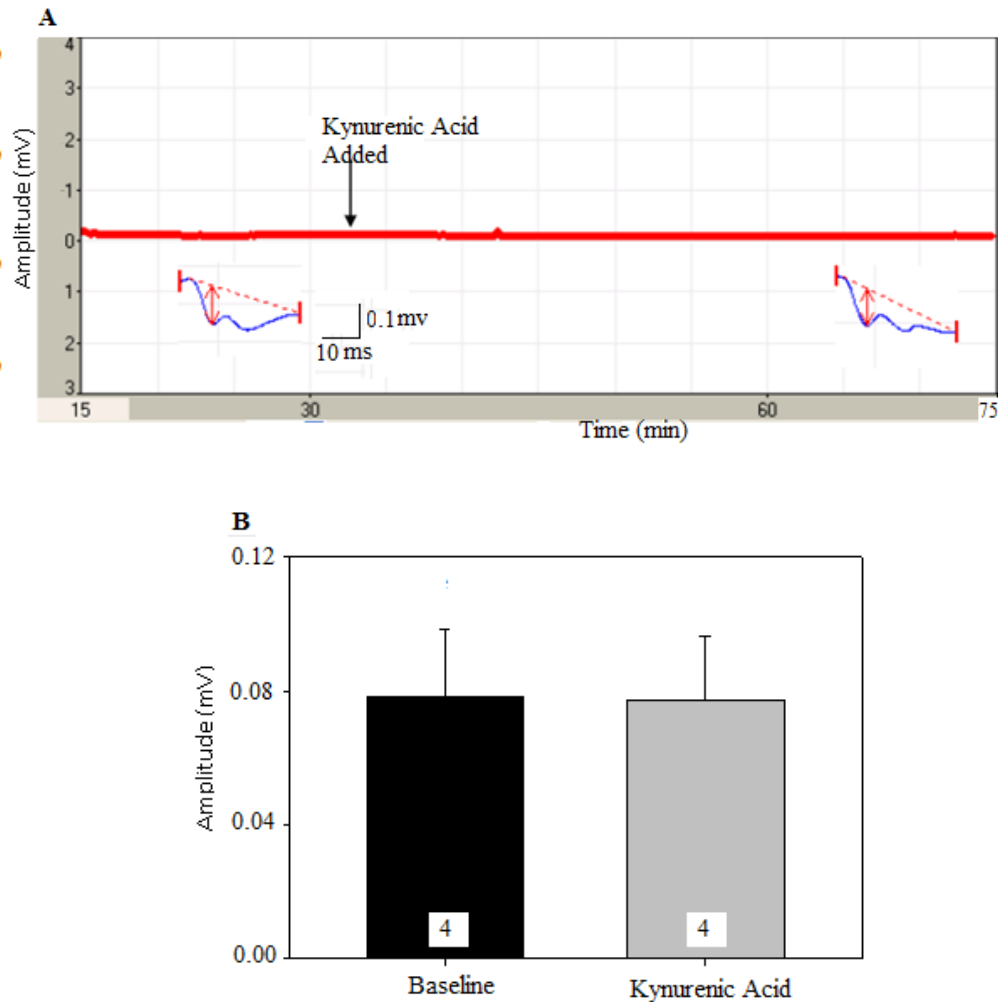 A
Amplitude (mV)
4
3
2
-1
0
1
2
3
Kynurenic Acid
Added
0.1mv
10 ms
15
30
60
75
Time (min)
B
Amplitude (mV)
0.12
0.08
0.04
0.00
4
4
Baseline
Kynurenic Acid